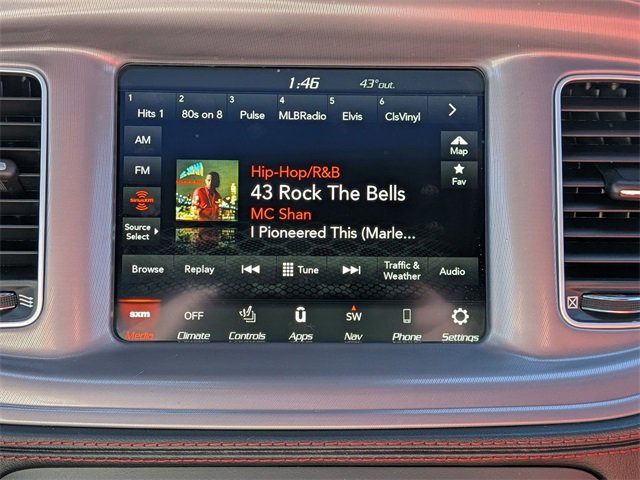 1:46 43°out.
1 2 3 4 5 6
Hits 1 80s on 8 Pulse MLBRadio Elvis ClsVinyl
AM
Map
FM
Hip-Hop/R&B
Fav
43 Rock The Bells
SiriusXM
MC Shan
Source
Select
I Pioneered This (Marle...
Browse Replay Tune Traffic &
Weather Audio
sxm OFF ū SW
Media Climate Controls Apps Nav Phone Settings